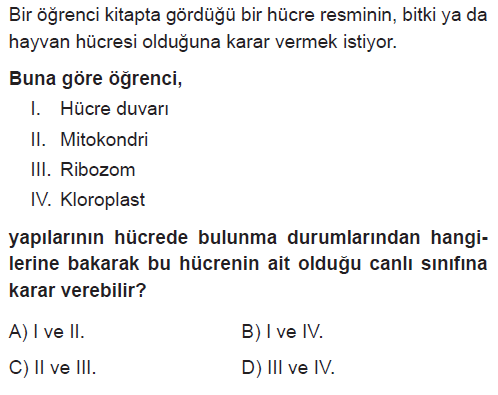 Bir öğrenci kitapta gördüğü bir hücre resminin, bitki ya da
hayvan hücresi olduğuna karar vermek istiyor.
Buna göre öğrenci,
I. Hücre duvarı
II. Mitokondri
III. Ribozom
IV. Kloroplast
yapılarının hücrede bulunma durumlarından hangi-
lerine bakarak bu hücrenin ait olduğu canlı sınıfına
karar verebilir?
A) I ve II. B) I ve IV.
C) II ve III. D) III ve IV.